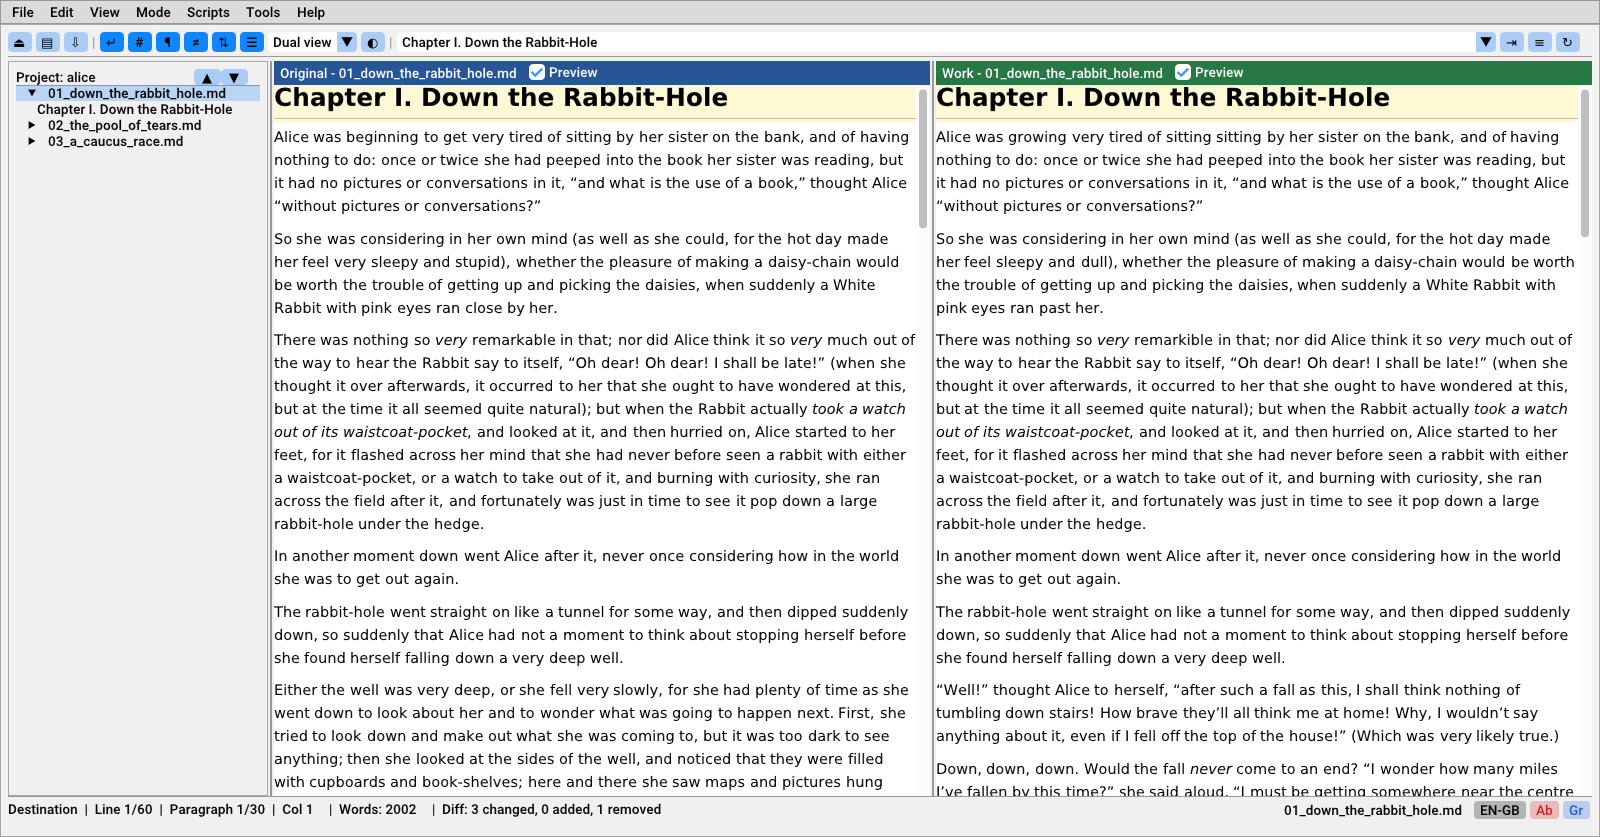 File Edit View Mode Scripts Tools Help
Dual view Chapter I. Down the Rabbit-Hole
Project: alice
01_down_the_rabbit_hole.md
Chapter I. Down the Rabbit-Hole
02_the_pool_of_tears.md
03_a_caucus_race.md
Original - 01_down_the_rabbit_hole.md Preview
Chapter I. Down the Rabbit-Hole
Alice was beginning to get very tired of sitting by her sister on the bank, and of having
nothing to do: once or twice she had peeped into the book her sister was reading, but
it had no pictures or conversations in it, “and what is the use of a book,” thought Alice
“without pictures or conversations?”
So she was considering in her own mind (as well as she could, for the hot day made
her feel very sleepy and stupid), whether the pleasure of making a daisy-chain would
be worth the trouble of getting up and picking the daisies, when suddenly a White
Rabbit with pink eyes ran close by her.
There was nothing so very remarkable in that; nor did Alice think it so very much out of
the way to hear the Rabbit say to itself, “Oh dear! Oh dear! I shall be late!” (when she
thought it over afterwards, it occurred to her that she ought to have wondered at this,
but at the time it all seemed quite natural); but when the Rabbit actually took a watch
out of its waistcoat-pocket, and looked at it, and then hurried on, Alice started to her
feet, for it flashed across her mind that she had never before seen a rabbit with either
a waistcoat-pocket, or a watch to take out of it, and burning with curiosity, she ran
across the field after it, and fortunately was just in time to see it pop down a large
rabbit-hole under the hedge.
In another moment down went Alice after it, never once considering how in the world
she was to get out again.
The rabbit-hole went straight on like a tunnel for some way, and then dipped suddenly
down, so suddenly that Alice had not a moment to think about stopping herself before
she found herself falling down a very deep well.
Either the well was very deep, or she fell very slowly, for she had plenty of time as she
went down to look about her and to wonder what was going to happen next. First, she
tried to look down and make out what she was coming to, but it was too dark to see
anything; then she looked at the sides of the well, and noticed that they were filled
with cupboards and book-shelves; here and there she saw maps and pictures hung
Work - 01_down_the_rabbit_hole.md Preview
Chapter I. Down the Rabbit-Hole
Alice was growing very tired of sitting sitting by her sister on the bank, and of having
nothing to do: once or twice she had peeped into the book her sister was reading, but
it had no pictures or conversations in it, “and what is the use of a book,” thought Alice
“without pictures or conversations?”
So she was considering in her own mind (as well as she could, for the hot day made
her feel sleepy and dull), whether the pleasure of making a daisy-chain would be worth
the trouble of getting up and picking the daisies, when suddenly a White Rabbit with
pink eyes ran past her.
There was nothing so very remarkible in that; nor did Alice think it so very much out of
the way to hear the Rabbit say to itself, “Oh dear! Oh dear! I shall be late!” (when she
thought it over afterwards, it occurred to her that she ought to have wondered at this,
but at the time it all seemed quite natural); but when the Rabbit actually took a watch
out of its waistcoat-pocket, and looked at it, and then hurried on, Alice started to her
feet, for it flashed across her mind that she had never before seen a rabbit with either
a waistcoat-pocket, or a watch to take out of it, and burning with curiosity, she ran
across the field after it, and fortunately was just in time to see it pop down a large
rabbit-hole under the hedge.
In another moment down went Alice after it, never once considering how in the world
she was to get out again.
The rabbit-hole went straight on like a tunnel for some way, and then dipped suddenly
down, so suddenly that Alice had not a moment to think about stopping herself before
she found herself falling down a very deep well.
“Well!” thought Alice to herself, “after such a fall as this, I shall think nothing of
tumbling down stairs! How brave they’ll all think me at home! Why, I wouldn’t say
anything about it, even if I fell off the top of the house!” (Which was very likely true.)
Down, down, down. Would the fall never come to an end? “I wonder how many miles
I’ve fallen by this time?” she said aloud. “I must be getting somewhere near the centre
Destination | Line 1/60 | Paragraph 1/30 | Col 1 | Words: 2002 | Diff: 3 changed, 0 added, 1 removed
01_down_the_rabbit_hole.md EN-GB Ab Gr